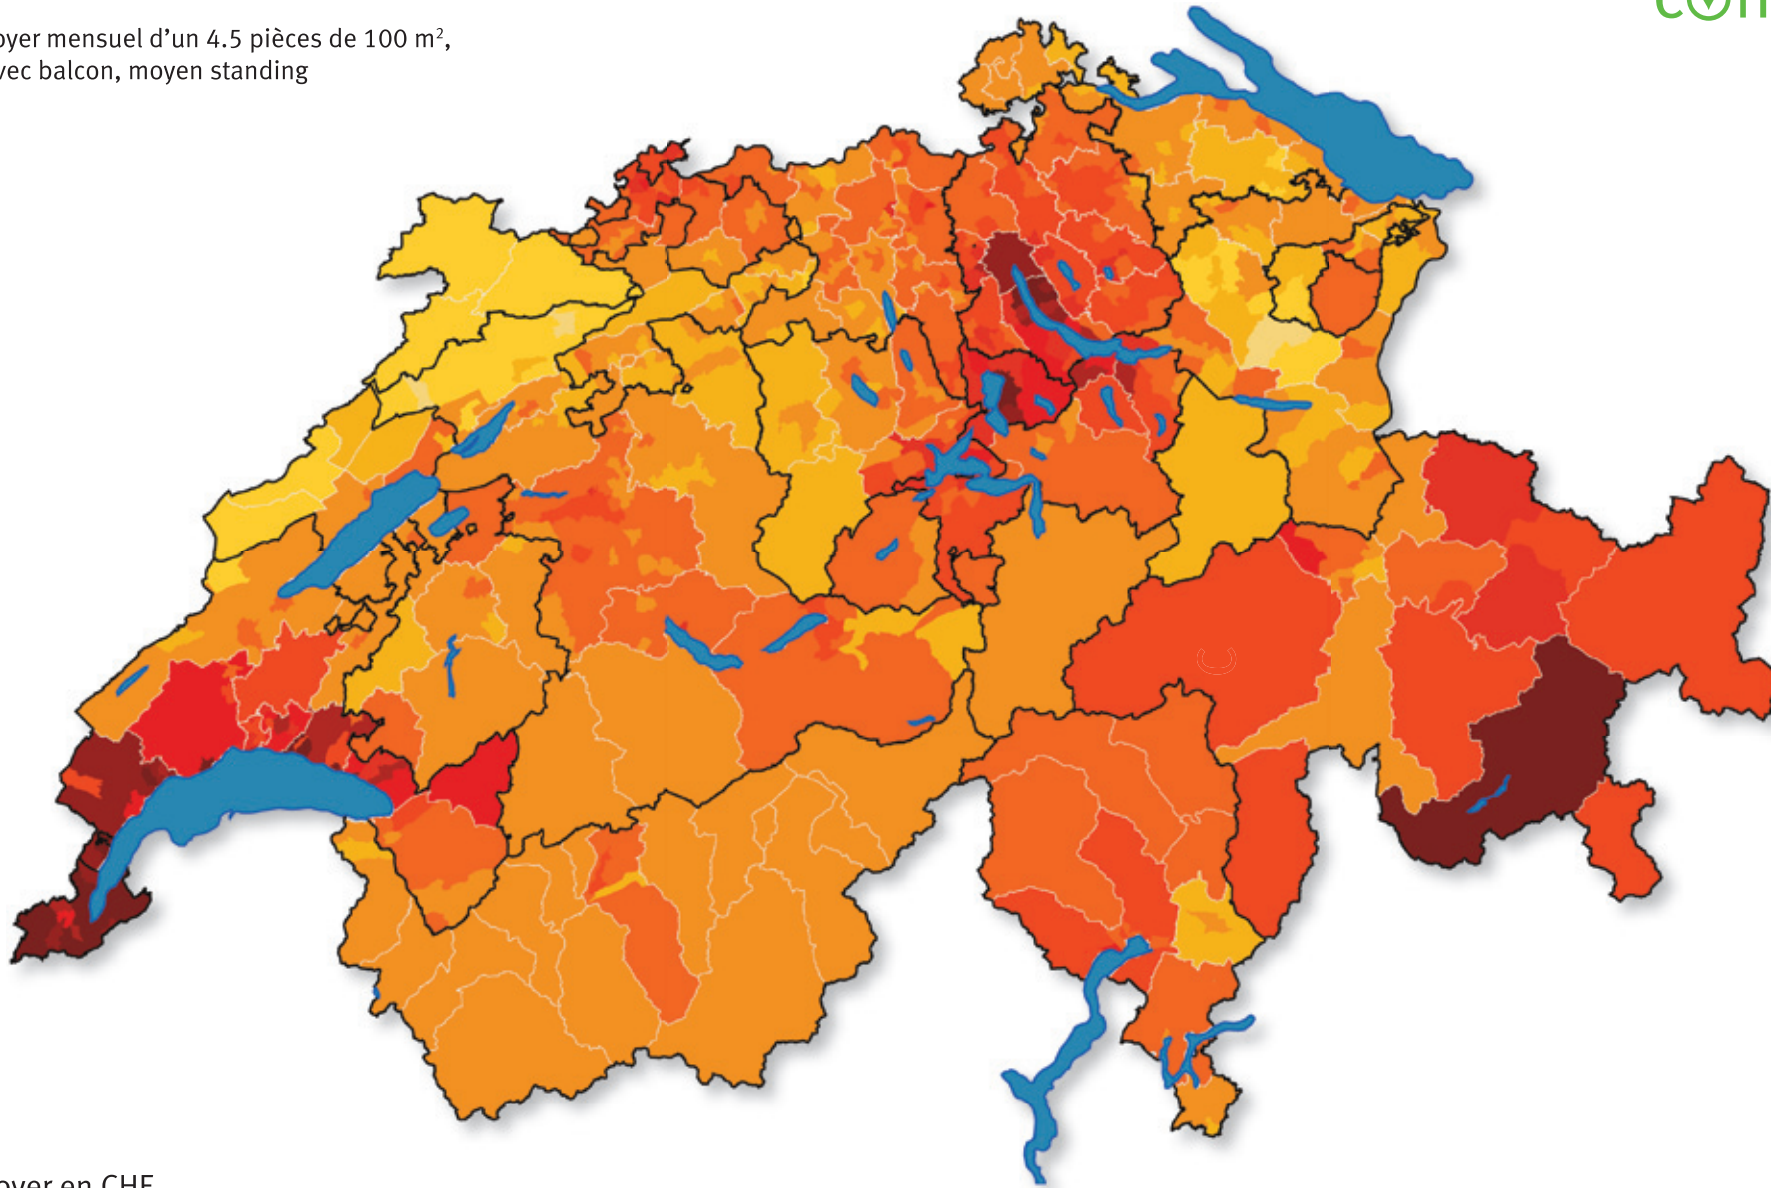 oyer mensuel d'un 4.5 pièces de 100 m²,
vec balcon, moyen standing
oyer en CHF